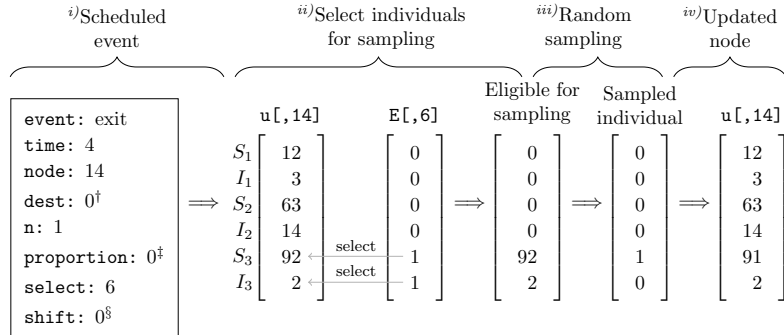 i)Scheduled event
ii)Select individuals for sampling
iii)Random sampling
iv)Updated node
event: exit
time: 4
node: 14
dest: 0†
n: 1
proportion: 0‡
select: 6
shift: 0§
⟹
u[,14]
S1 12
I1 3
S2 63
I2 14
S3 92
I3 2
select
select
E[,6]
0
0
0
0
1
1
⟹
Eligible for sampling
0
0
0
0
92
2
⟹
Sampled individual
0
0
0
0
1
0
⟹
u[,14]
12
3
63
14
91
2